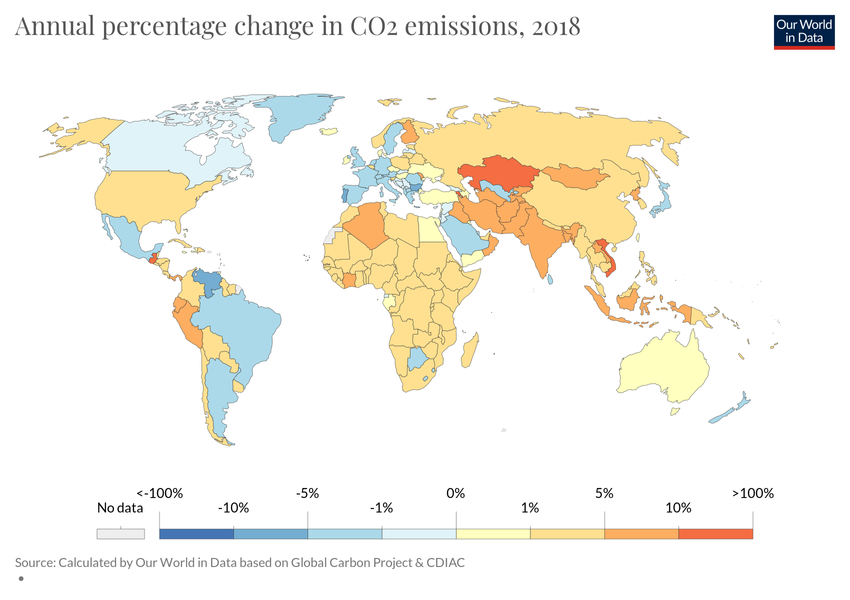 Annual percentage change in CO2 emissions, 2018
Our World
in Data
No data
<-100%
-10%
-5%
-1%
0%
1%
5%
10%
>100%
Source: Calculated by Our World in Data based on Global Carbon Project & CDIAC